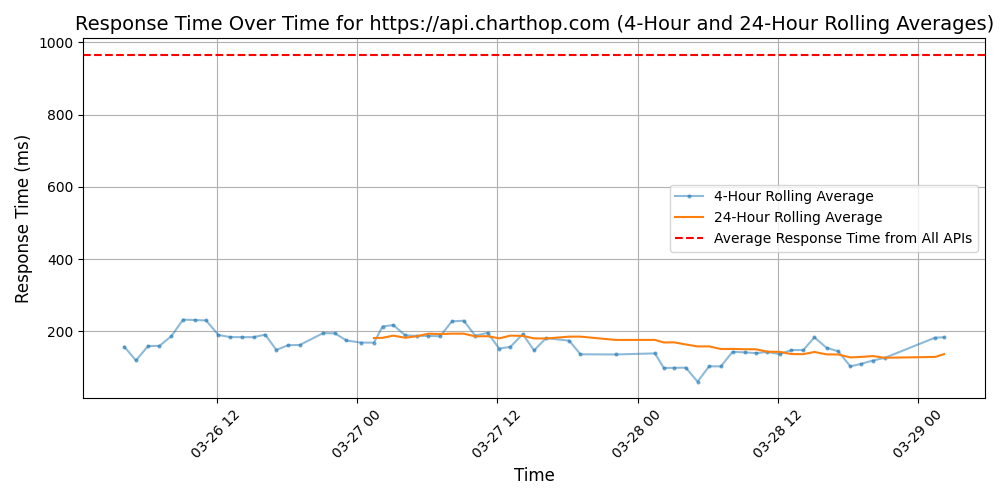 Response Time Over Time for https://api.charthop.com (4-Hour and 24-Hour Rolling Averages)
Response Time (ms)
1000
800
600
400
200
4-Hour Rolling Average
24-Hour Rolling Average
Average Response Time from All APIs
03-26 12
03-27 00
03-27 12
03-28 00
03-28 12
03-29 00
Time